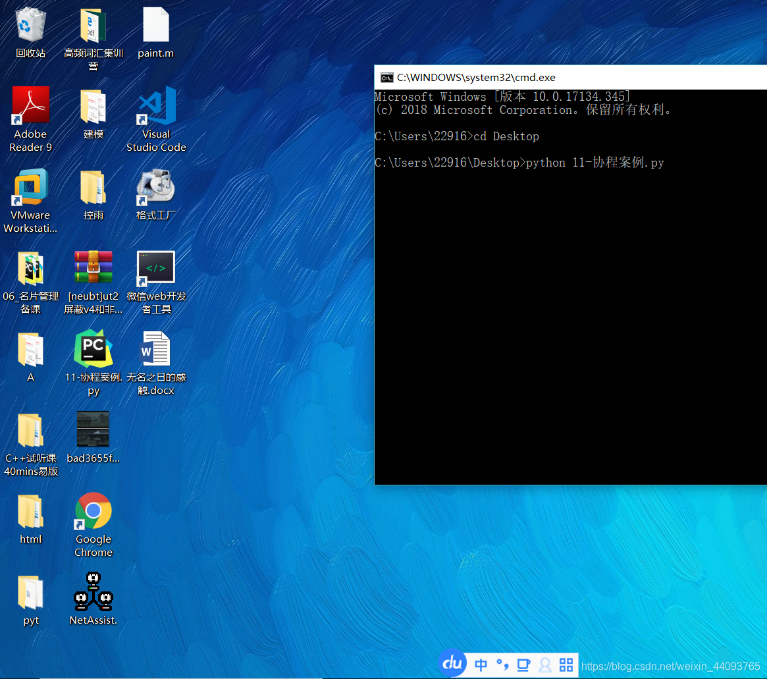 回收站
高频词汇集训
营
paint.m
Adobe
Reader 9
建模
Visual
Studio Code
VMware
Workstati...
控雨
格式工厂
06_名片管理
备课
[neubt]ut2
屏蔽v4和非...
微信web开发
者工具
A
PC
11-协程案例.
py
W
无名之日的感
触.docx
C++试听课
40mins易版
bad3655f...
html
Google
Chrome
pyt
NetAssist.
C:\WINDOWS\system32\cmd.exe
Microsoft Windows [版本 10.0.17134.345]
(c) 2018 Microsoft Corporation。保留所有权利。
C:\Users\22916>cd Desktop
C:\Users\22916\Desktop>python 11-协程案例.py
du 中
https://blog.csdn.net/weixin_44093765